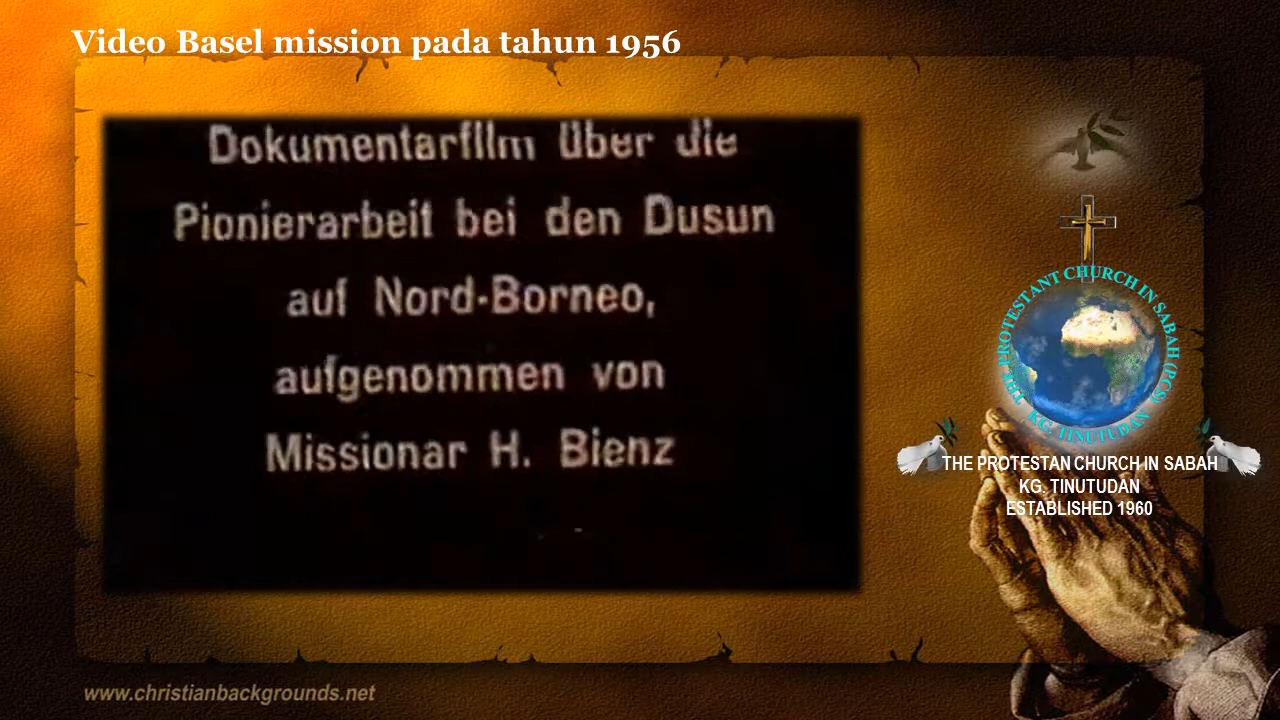 Video Basel mission pada tahun 1956
Dokumentarfilm über die
Pionierarbeit bei den Dusun
auf Nord-Borneo,
aufgenommen von
Missionar H. Bienz
THE PROTESTANT CHURCH IN SABAH (PCS)
KG. TINUTUDAN
THE PROTESTAN CHURCH IN SABAH
KG. TINUTUDAN
ESTABLISHED 1960
www.christianbackgrounds.net